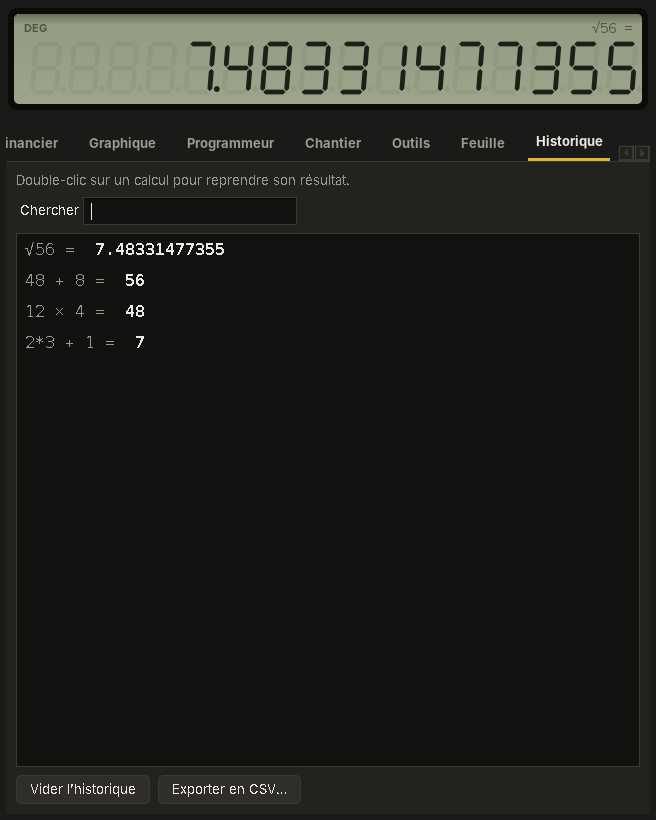 DEG √56 =
7.48331477355
inancier Graphique Programmeur Chantier Outils Feuille Historique
Double-clic sur un calcul pour reprendre son résultat.
Chercher
√56 = 7.48331477355
48 + 8 = 56
12 × 4 = 48
2*3 + 1 = 7
Vider l'historique Exporter en CSV...